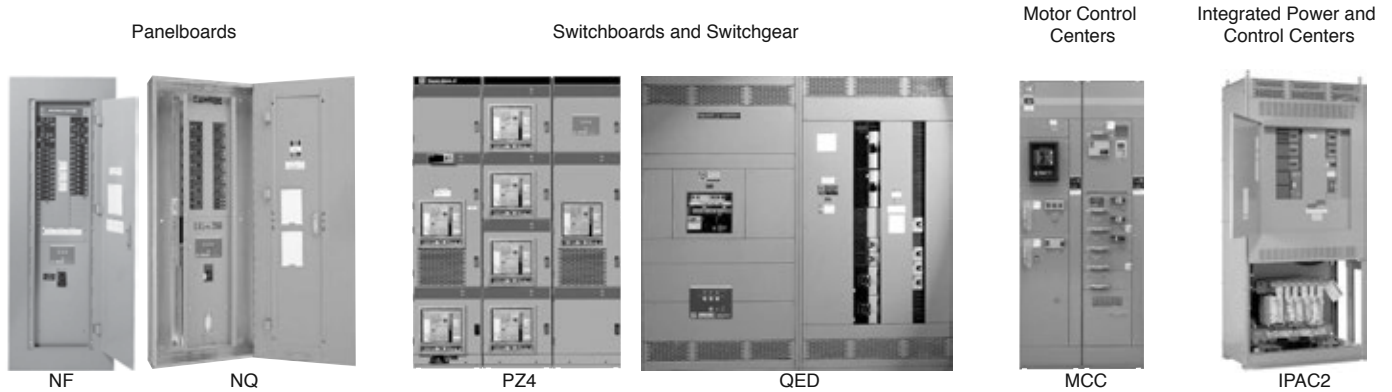 Panelboards
Switchboards and Switchgear
Motor Control
Centers
Integrated Power and
Control Centers
NF
NQ
PZ4
QED
MCC
IPAC2